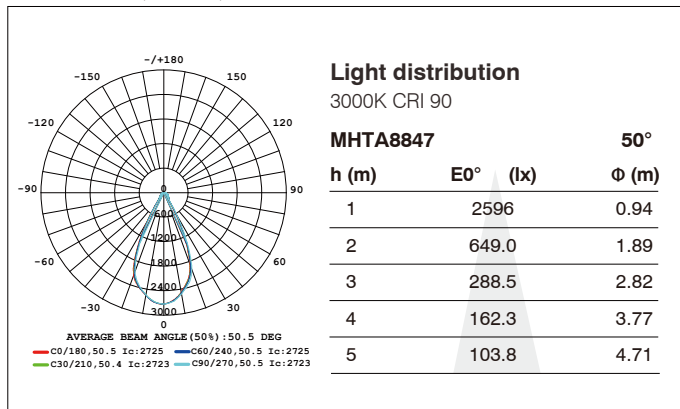 -/+180
-150 150
-120 120
-90 90
-60 60
-30 30
0
0
600
1200
1800
2400
3000
AVERAGE BEAM ANGLE(50%):50.5 DEG
C0/180,50.5 Ic:2725 C60/240,50.5 Ic:2725
C30/210,50.4 Ic:2723 C90/270,50.5 Ic:2723
Light distribution
3000K CRI 90
MHTA8847 50°
h (m) E0° (lx) Φ (m)
1 2596 0.94
2 649.0 1.89
3 288.5 2.82
4 162.3 3.77
5 103.8 4.71